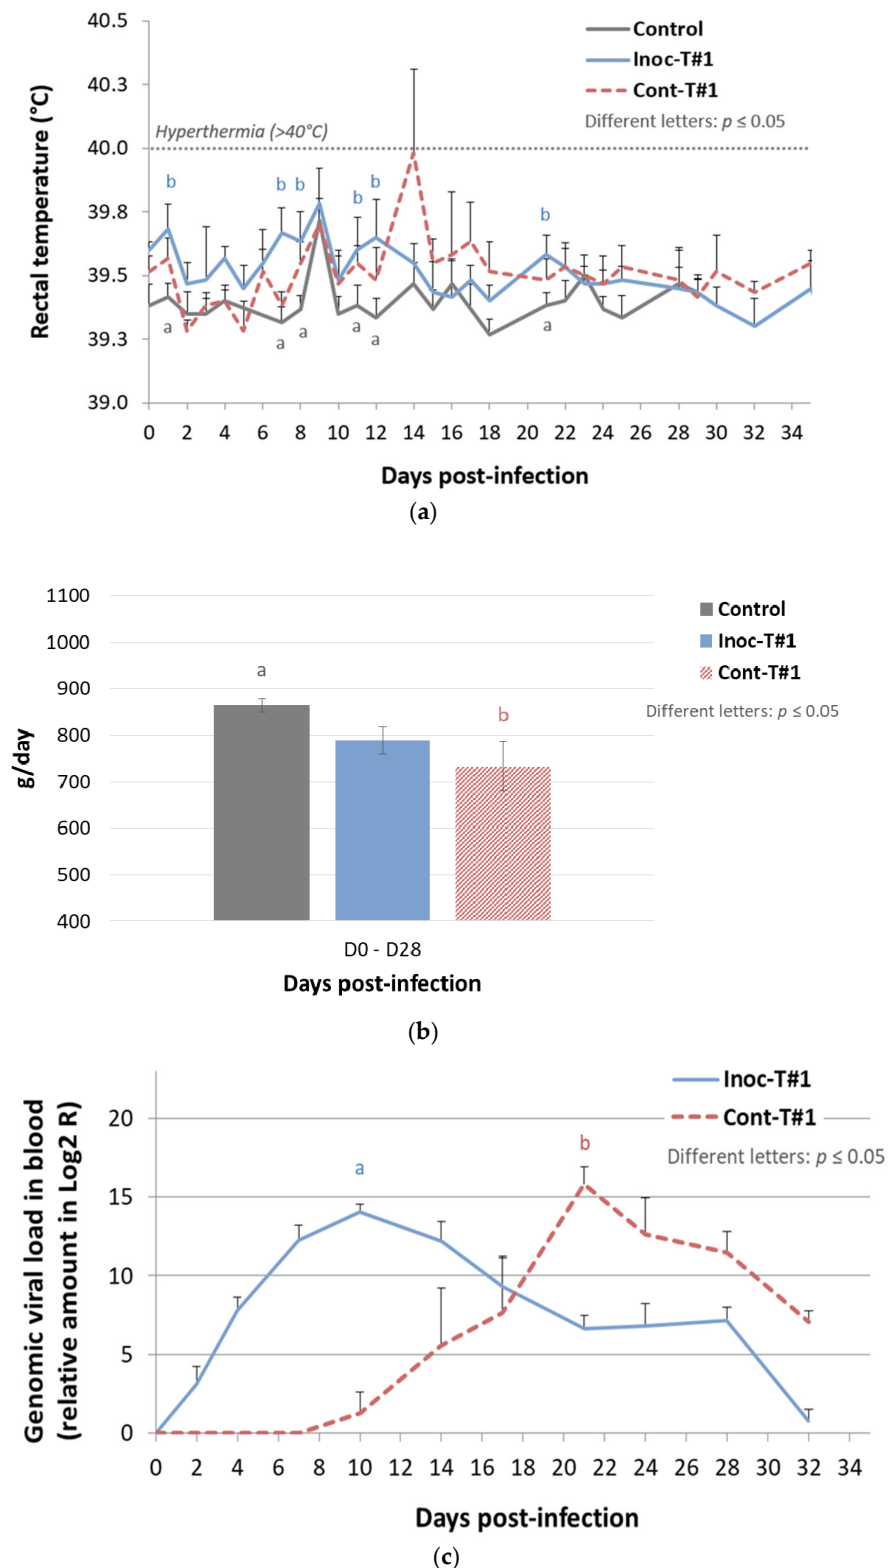 40.5
40.3
40.0
39.8
39.5
39.3
39.0
Rectal temperature (°C)
Control
Inoc-T#1
Cont-T#1
Different letters: p ≤ 0.05
Hyperthermia (>40°C)
b b b b b b
a a a a a a
0 2 4 6 8 10 12 14 16 18 20 22 24 26 28 30 32 34
Days post-infection
(a)
1100
1000
900
800
700
600
500
400
g/day
Control
Inoc-T#1
Cont-T#1
Different letters: p ≤ 0.05
a
b
D0 - D28
Days post-infection
(b)
Genomic viral load in blood
(relative amount in Log2 R)
20
15
10
5
0
Inoc-T#1
Cont-T#1
Different letters: p ≤ 0.05
a
b
0 2 4 6 8 10 12 14 16 18 20 22 24 26 28 30 32 34
Days post-infection
(c)